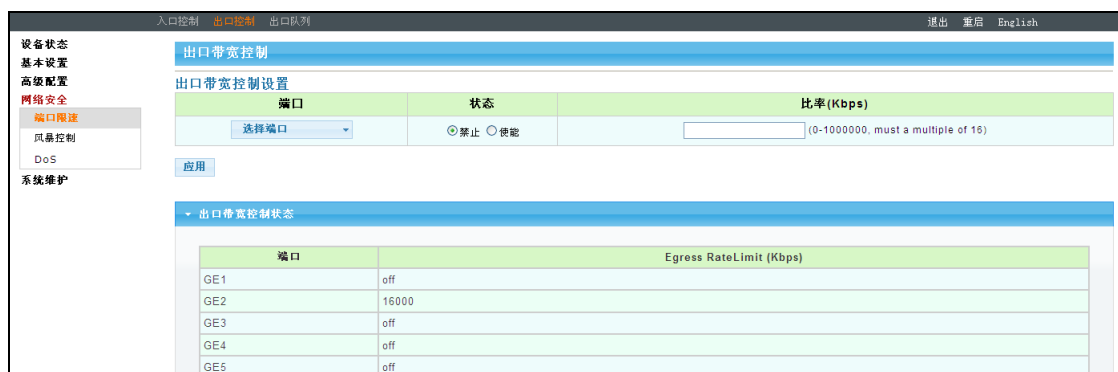 入口控制 出口控制 出口队列 退出 重启 English
设备状态
基本设置
高级配置
网络安全
端口限速
风暴控制
DoS
系统维护
出口带宽控制
出口带宽控制设置
端口 状态 比率(Kbps)
选择端口 禁止 使能 (0-1000000, must a multiple of 16)
应用
出口带宽控制状态
端口 Egress RateLimit (Kbps)
GE1 off
GE2 16000
GE3 off
GE4 off
GE5 off